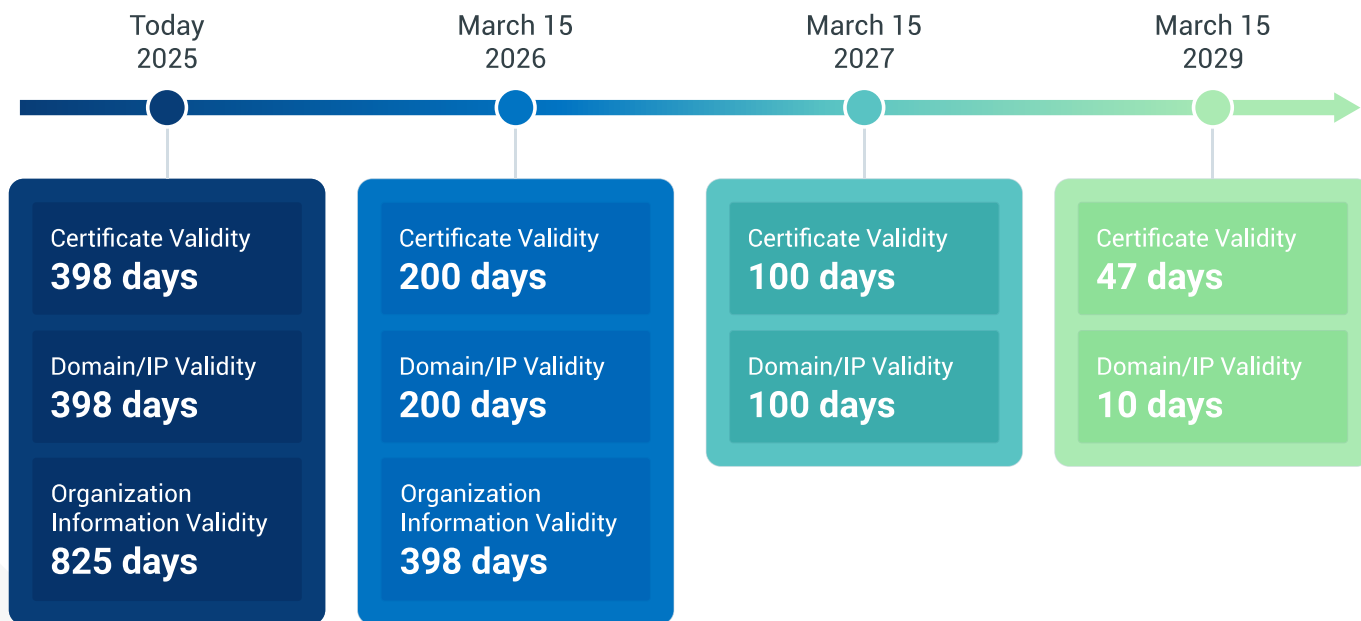 Today
2025
March 15
2026
March 15
2027
March 15
2029
Certificate Validity
398 days
Domain/IP Validity
398 days
Organization
Information Validity
825 days
Certificate Validity
200 days
Domain/IP Validity
200 days
Organization
Information Validity
398 days
Certificate Validity
100 days
Domain/IP Validity
100 days
Certificate Validity
47 days
Domain/IP Validity
10 days